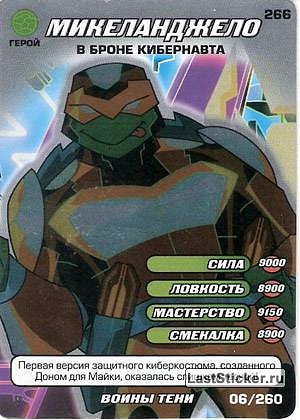 266
МИКЕЛАНДЖЕЛО
ГЕРОЙ
В БРОНЕ КИБЕРНАВТА
СИЛА 9000
ЛОВКОСТЬ 8900
МАСТЕРСТВО 9150
СМЕКАЛКА 8900
Первая версия защитного киберкостюма, созданного
Доном для Майки, оказалась
LastSticker.ru
ВОИНЫ ТЕНИ 06/260